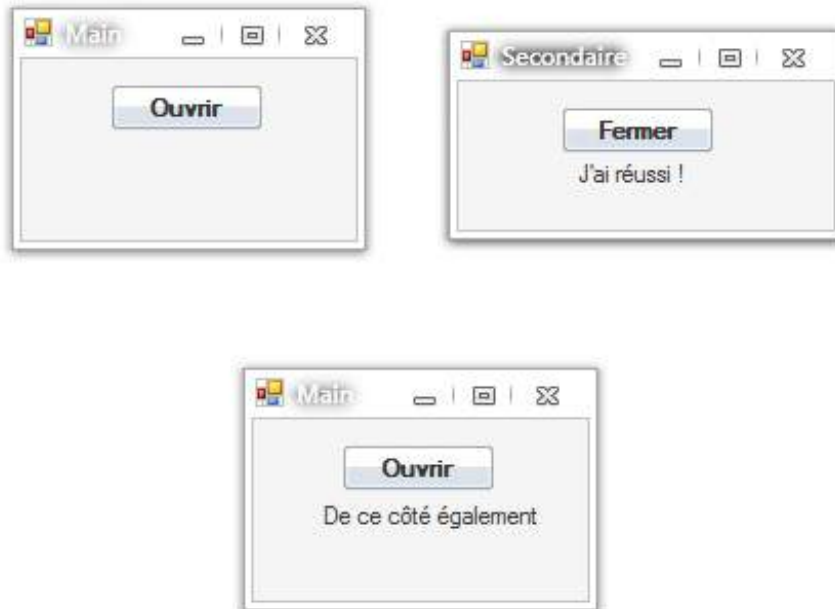 Main
Ouvrir
Secondaire
Fermer
J'ai réussi !
Main
Ouvrir
De ce côté également